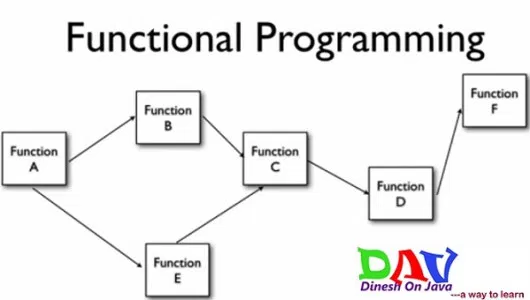 Functional Programming
Function
A
Function
B
Function
C
Function
D
Function
E
Function
F
DAV
Dinesh On Java
---a way to learn